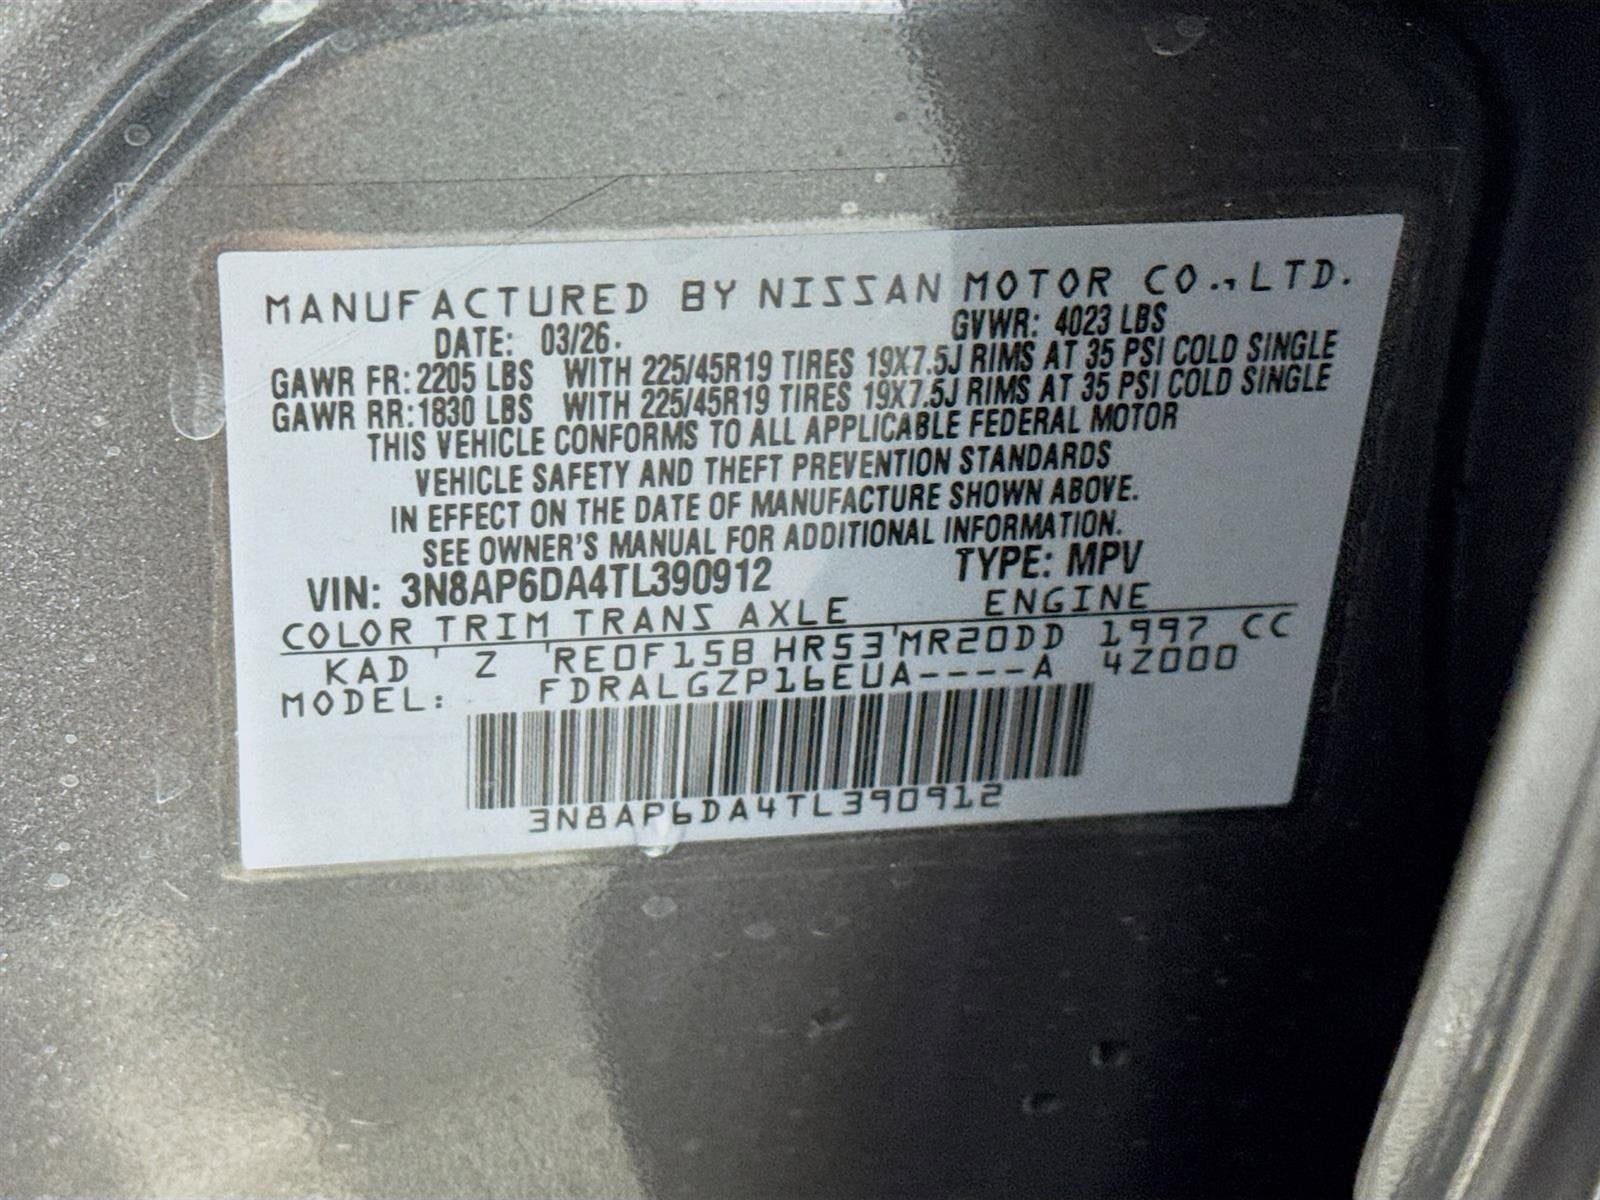 MANUFACTURED BY NISSAN MOTOR CO., LTD.
DATE: 03/26. GVWR: 4023 LBS
GAWR FR: 2205 LBS WITH 225/45R19 TIRES 19X7.5J RIMS AT 35 PSI COLD SINGLE
GAWR RR: 1830 LBS WITH 225/45R19 TIRES 19X7.5J RIMS AT 35 PSI COLD SINGLE
THIS VEHICLE CONFORMS TO ALL APPLICABLE FEDERAL MOTOR
VEHICLE SAFETY AND THEFT PREVENTION STANDARDS
IN EFFECT ON THE DATE OF MANUFACTURE SHOWN ABOVE.
SEE OWNER'S MANUAL FOR ADDITIONAL INFORMATION.
VIN: 3N8AP6DA4TL390912 TYPE: MPV
COLOR TRIM TRANS AXLE ENGINE
KAD Z RE0F15B HR53 MR20DD 1997 CC
MODEL: FDRALGZP16EUA----A 4Z000
3N8AP6DA4TL390912